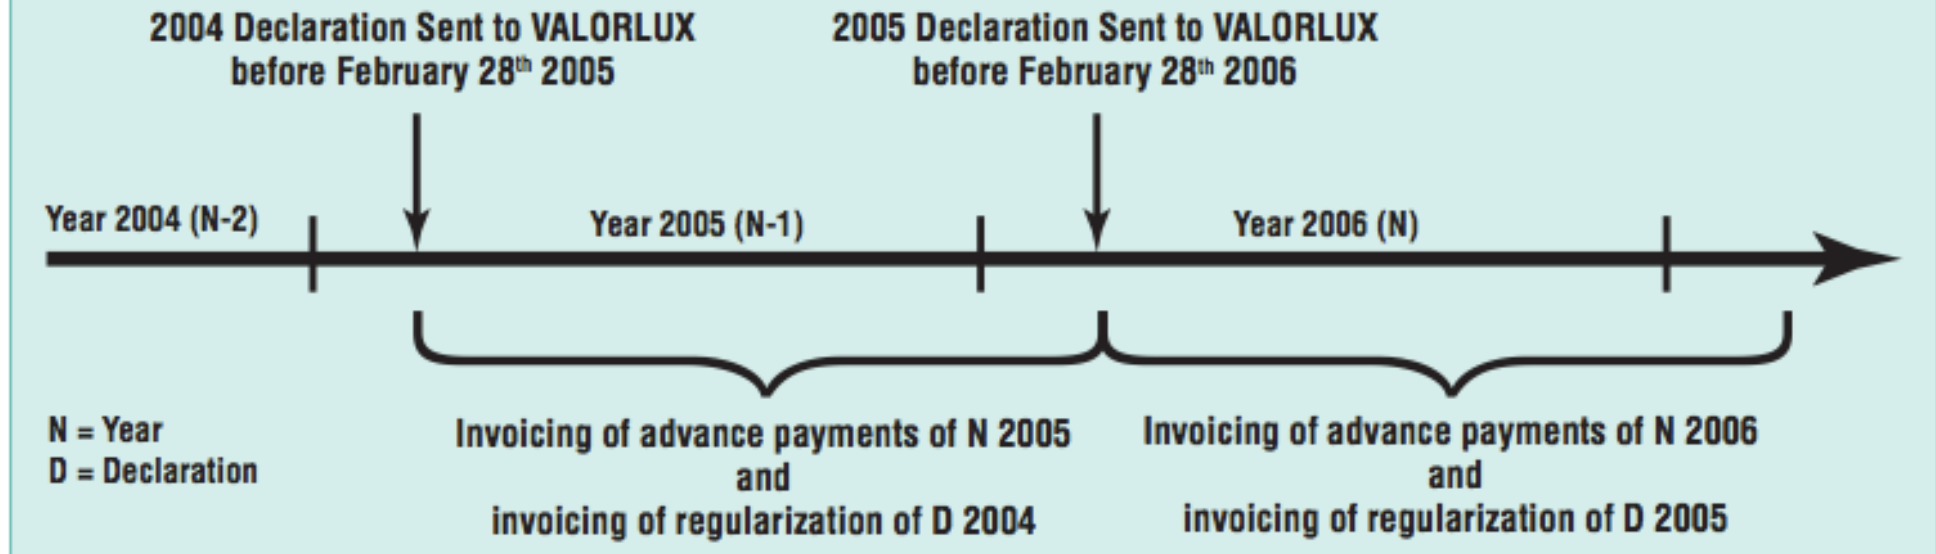 2004 Declaration Sent to VALORLUX
before February 28th 2005
2005 Declaration Sent to VALORLUX
before February 28th 2006
Year 2004 (N-2)
Year 2005 (N-1)
Year 2006 (N)
N = Year
D = Declaration
Invoicing of advance payments of N 2005
and
invoicing of regularization of D 2004
Invoicing of advance payments of N 2006
and
invoicing of regularization of D 2005